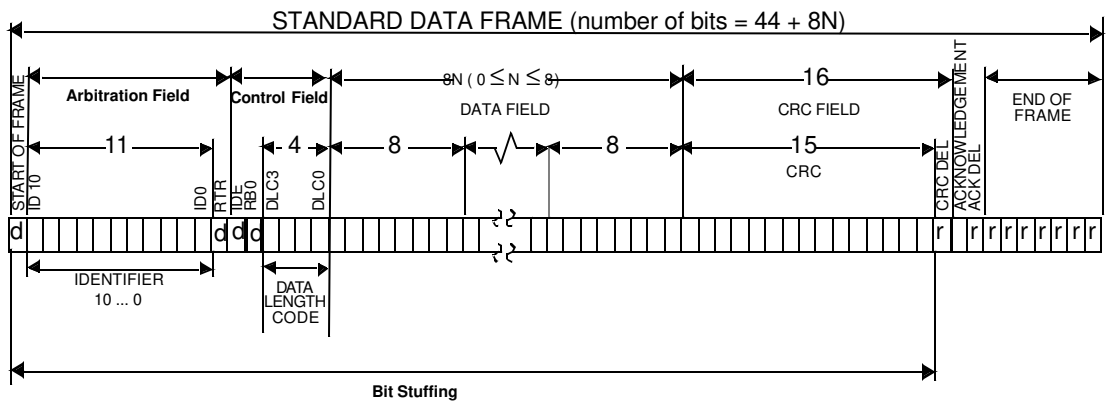 STANDARD DATA FRAME (number of bits = 44 + 8N)
START OF FRAME
Arbitration Field
Control Field
8N ( 0 ≤ N ≤ 8)
DATA FIELD
16
CRC FIELD
ACKNOWLEDGEMENT
END OF
FRAME
11
4
8
8
15
CRC
ID 10
ID0
RTR
IDE
RB0
DLC3
DLC0
CRC DEL
ACK DEL
d d d d r r r r r r r r r
IDENTIFIER
10 ... 0
DATA
LENGTH
CODE
Bit Stuffing